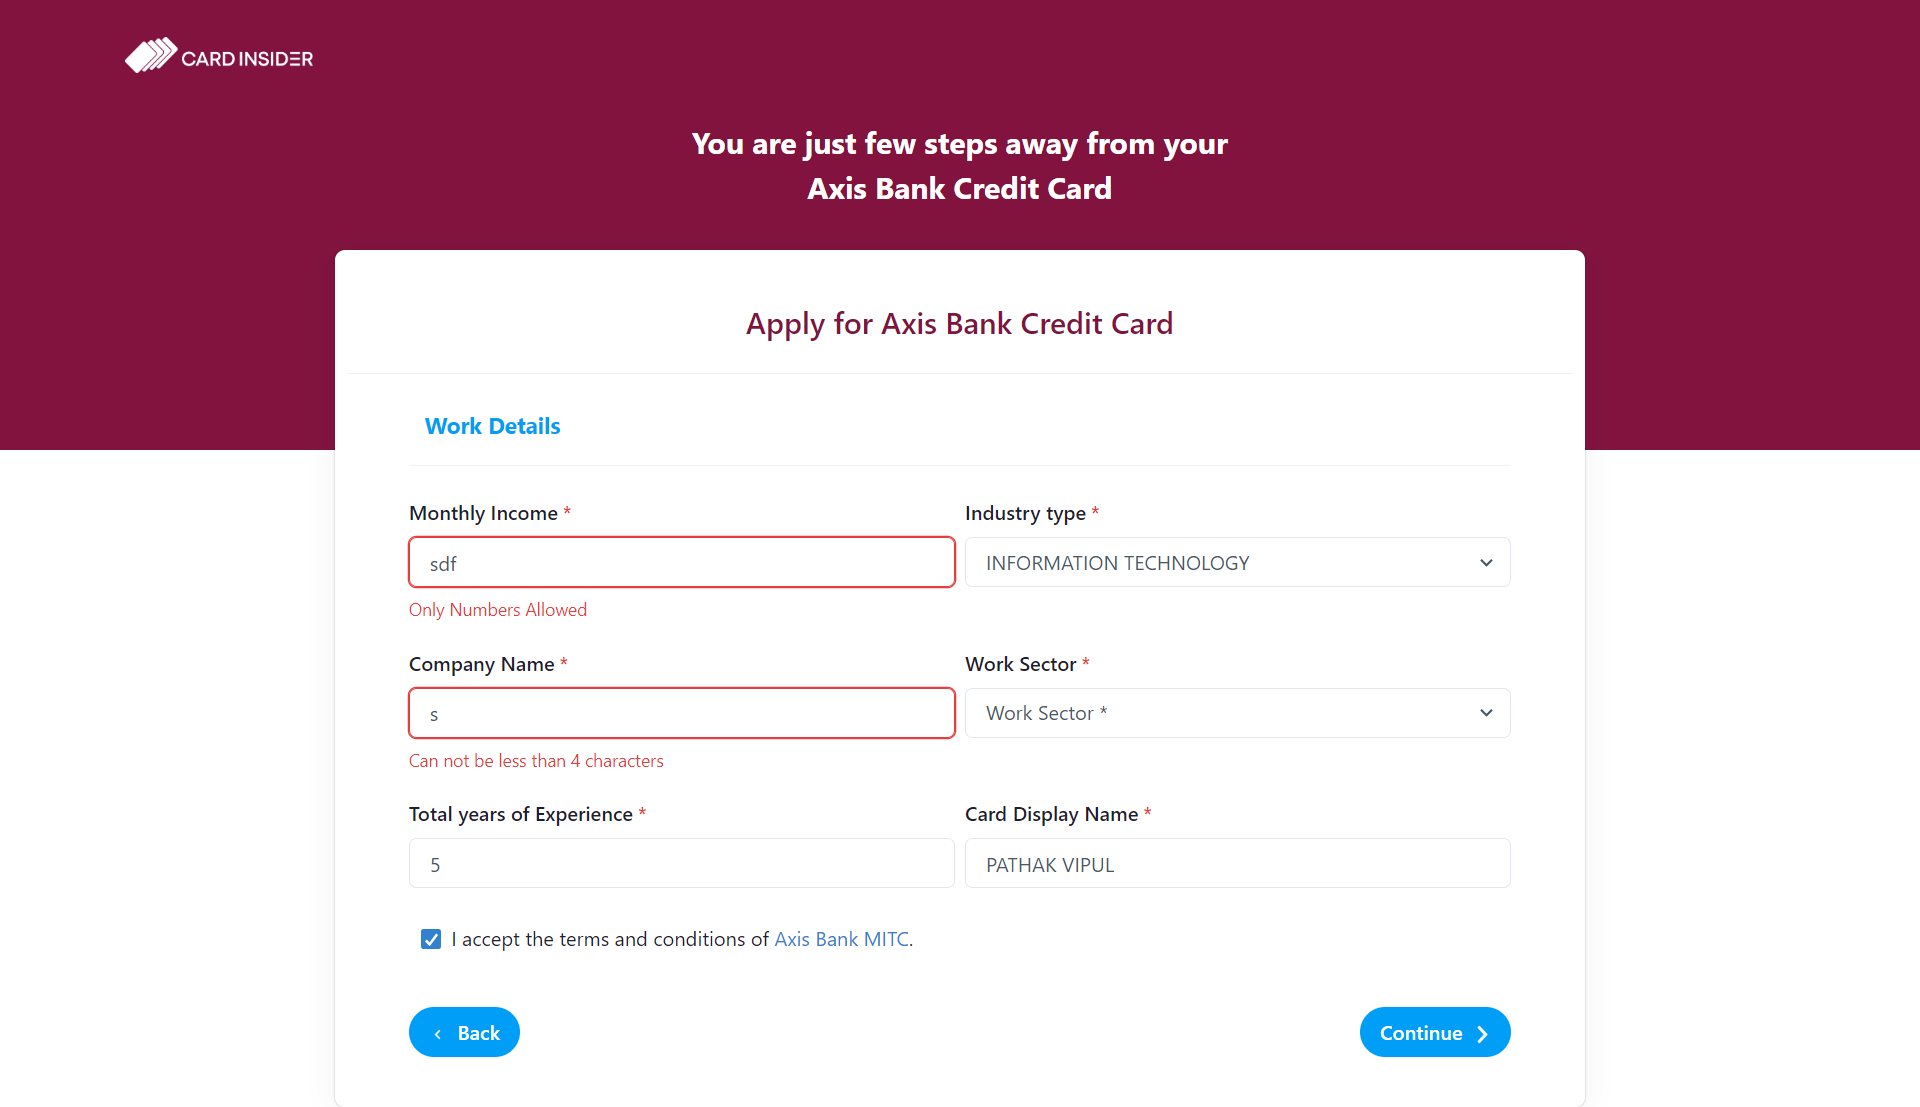 CARD INSIDER
You are just few steps away from your
Axis Bank Credit Card
Apply for Axis Bank Credit Card
Work Details
Monthly Income *
Industry type *
sdf
INFORMATION TECHNOLOGY
Only Numbers Allowed
Company Name *
Work Sector *
s
Work Sector *
Can not be less than 4 characters
Total years of Experience *
Card Display Name *
5
PATHAK VIPUL
I accept the terms and conditions of Axis Bank MITC.
Back
Continue